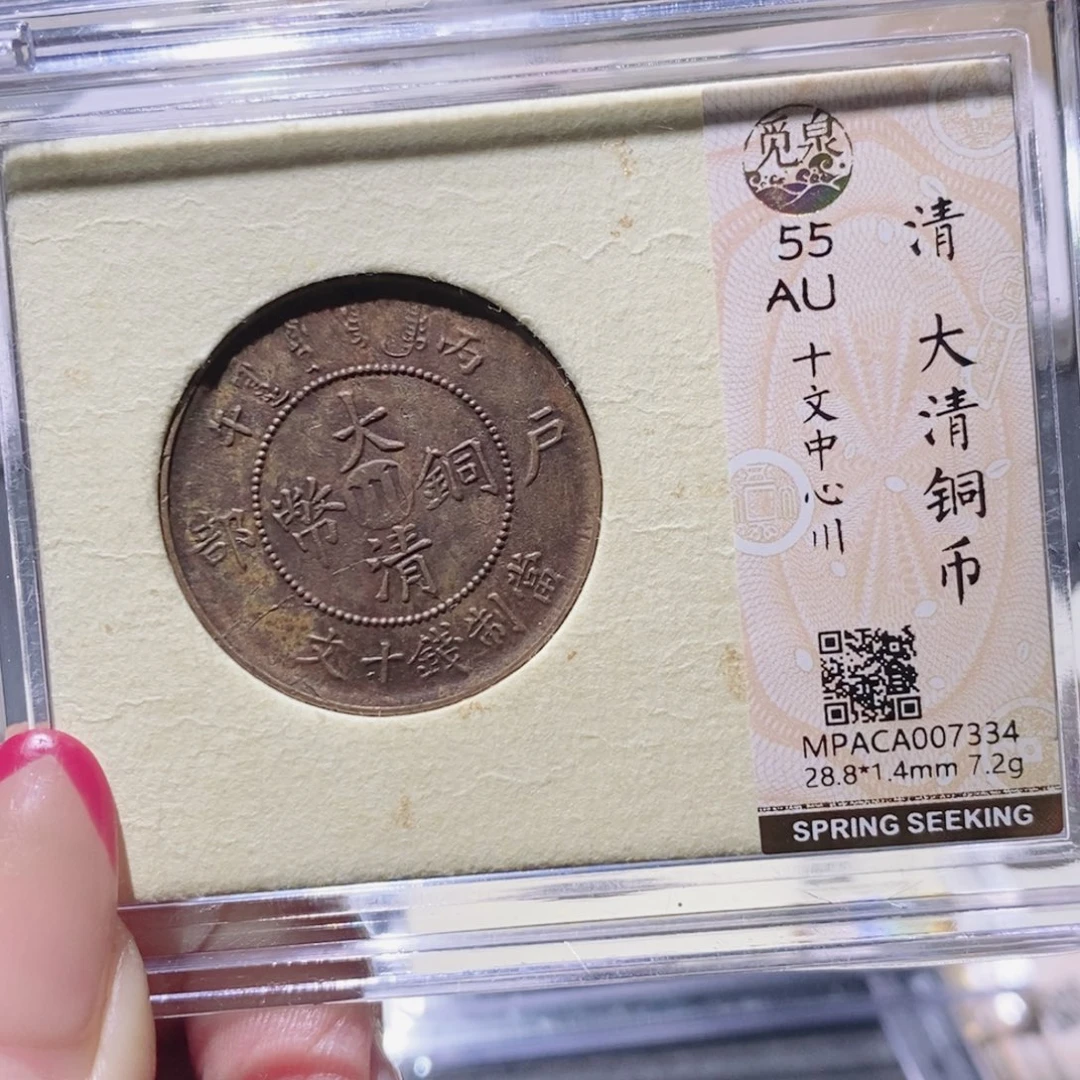 觅泉
55
AU
十文中心川
清 大清铜币
MPACA007334
28.8*1.4mm 7.2g
SPRING SEEKING
大清銅幣
川
丙午
户部
當制錢十文